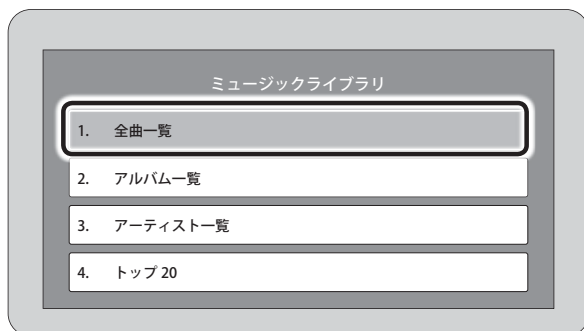 ミュージックライブラリ
1. 全曲一覧
2. アルバム一覧
3. アーティスト一覧
4. トップ 20